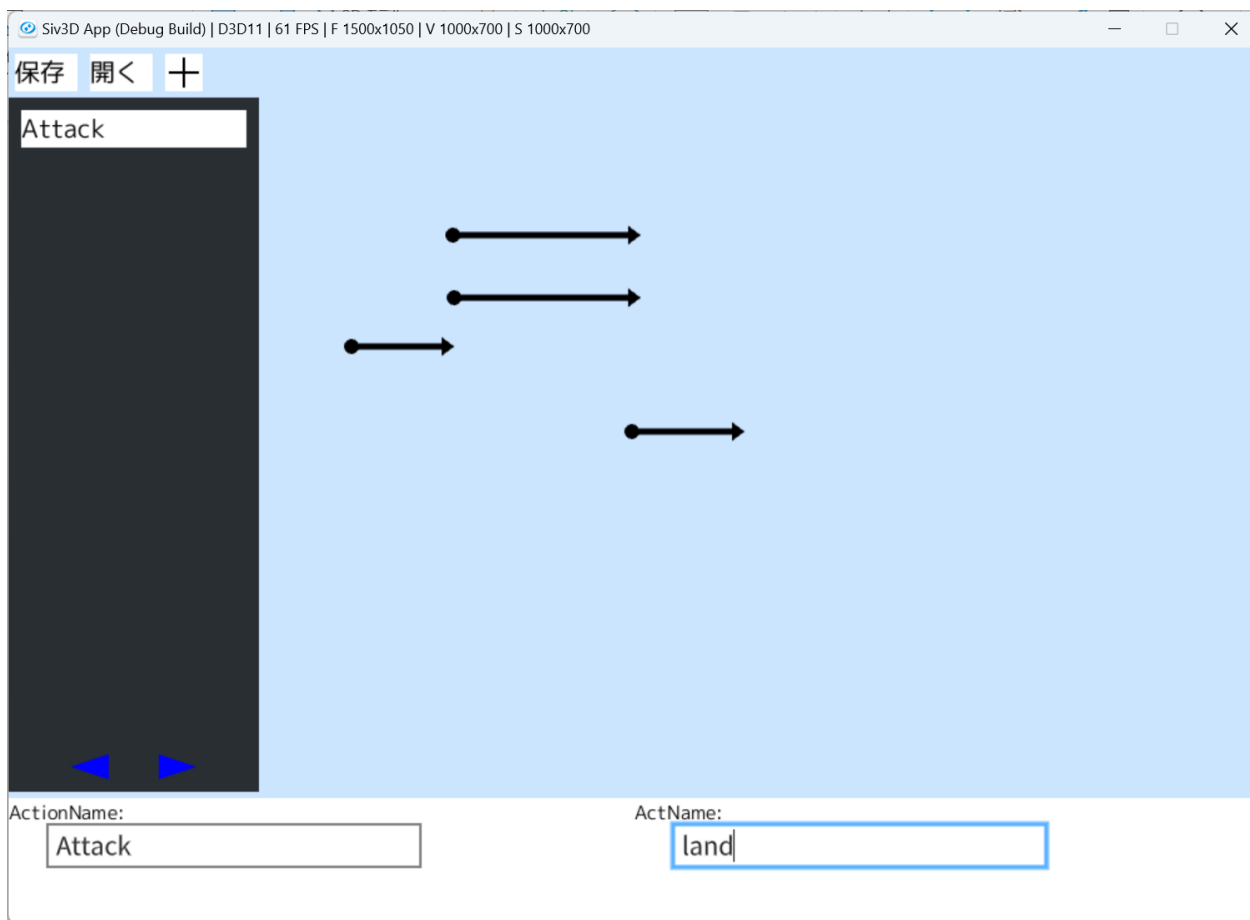 Siv3D App (Debug Build) | D3D11 | 61 FPS | F 1500x1050 | V 1000x700 | S 1000x700
保存 開く +
Attack
ActionName: ActName:
Attack land